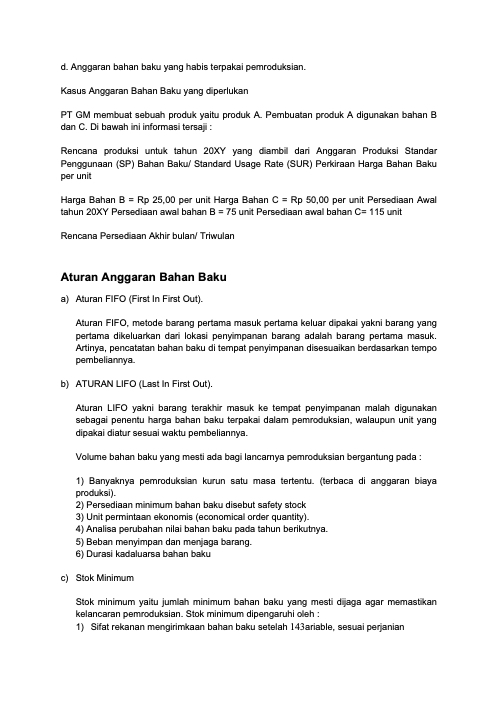 d. Anggaran bahan baku yang habis terpakai pemroduksian.
Kasus Anggaran Bahan Baku yang diperlukan
PT GM membuat sebuah produk yaitu produk A. Pembuatan produk A digunakan bahan B
dan C. Di bawah ini informasi tersaji :
Rencana produksi untuk tahun 20XY yang diambil dari Anggaran Produksi Standar
Penggunaan (SP) Bahan Baku/ Standard Usage Rate (SUR) Perkiraan Harga Bahan Baku
per unit
Harga Bahan B = Rp 25,00 per unit Harga Bahan C = Rp 50,00 per unit Persediaan Awal
tahun 20XY Persediaan awal bahan B = 75 unit Persediaan awal bahan C= 115 unit
Rencana Persediaan Akhir bulan/ Triwulan
Aturan Anggaran Bahan Baku
a) Aturan FIFO (First In First Out).
Aturan FIFO, metode barang pertama masuk pertama keluar dipakai yakni barang yang
pertama dikeluarkan dari lokasi penyimpanan barang adalah barang pertama masuk.
Artinya, pencatatan bahan baku di tempat penyimpanan disesuaikan berdasarkan tempo
pembeliannya.
b) ATURAN LIFO (Last In First Out).
Aturan LIFO yakni barang terakhir masuk ke tempat penyimpanan malah digunakan
sebagai penentu harga bahan baku terpakai dalam pemroduksian, walaupun unit yang
dipakai diatur sesuai waktu pembeliannya.
Volume bahan baku yang mesti ada bagi lancarnya pemroduksian bergantung pada :
1) Banyaknya pemroduksian kurun satu masa tertentu. (terbaca di anggaran biaya
produksi).
2) Persediaan minimum bahan baku disebut safety stock
3) Unit permintaan ekonomis (economical order quantity).
4) Analisa perubahan nilai bahan baku pada tahun berikutnya.
5) Beban menyimpan dan menjaga barang.
6) Durasi kadaluarsa bahan baku
c) Stok Minimum
Stok minimum yaitu jumlah minimum bahan baku yang mesti dijaga agar memastikan
kelancaran pemroduksian. Stok minimum dipengaruhi oleh :
1) Sifat rekanan mengirimkaan bahan baku setelah 143ariable, sesuai perjanian